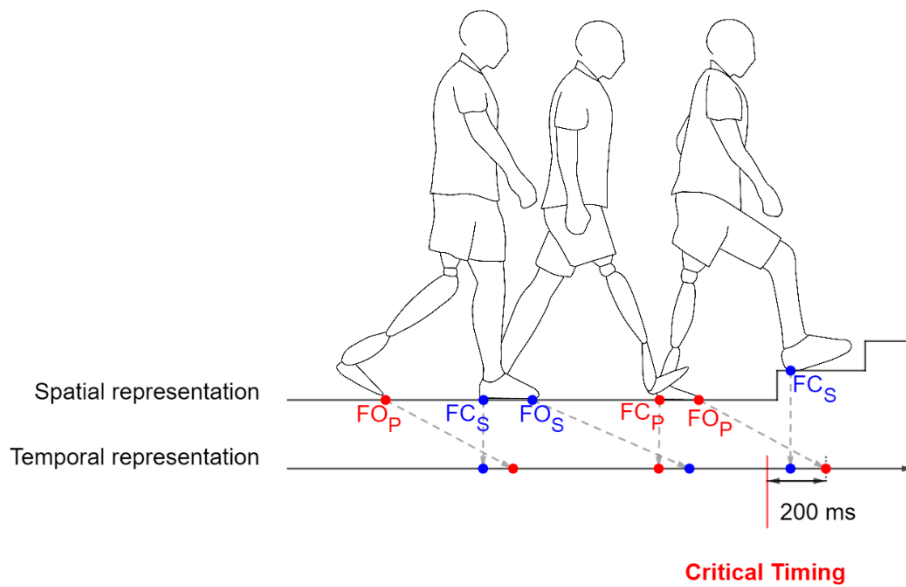 Spatial representation
FO_P
FC_S
FO_S
FC_P
FO_P
FC_S
Temporal representation
200 ms
Critical Timing